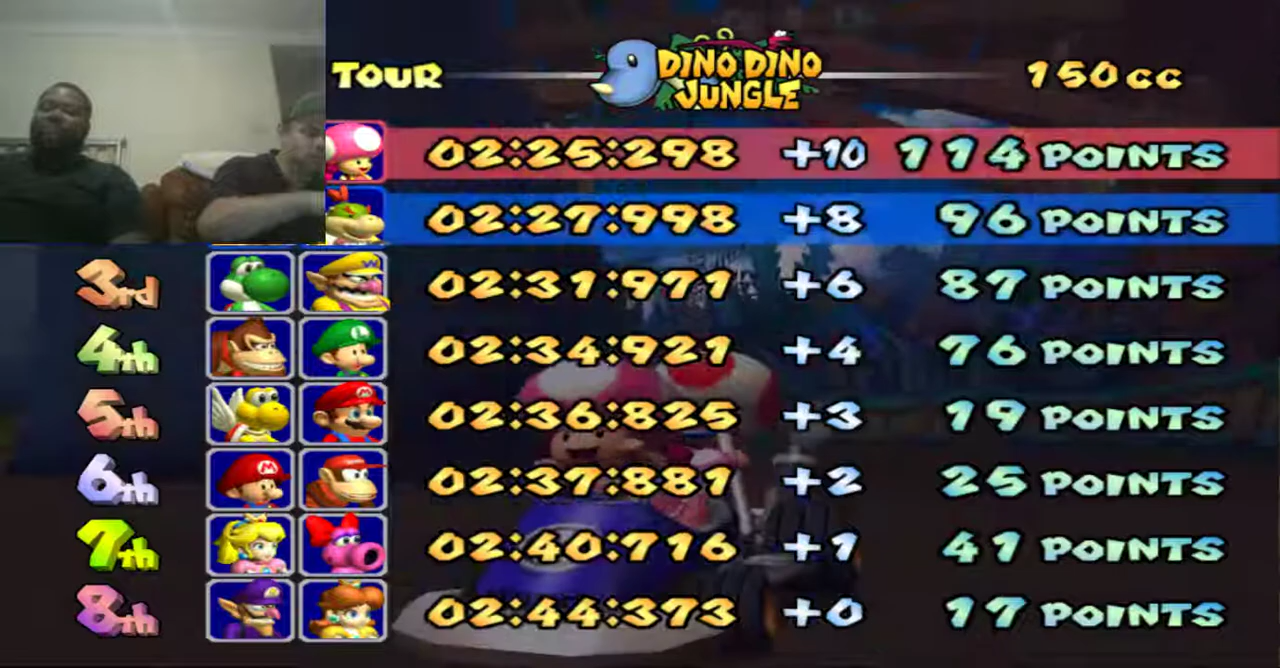 TOUR DINO DINO JUNGLE 150cc
02:25:298 +10 114 POINTS
02:27:998 +8 96 POINTS
3rd 02:31:971 +6 87 POINTS
4th 02:34:921 +4 76 POINTS
5th 02:36:825 +3 19 POINTS
6th 02:37:881 +2 25 POINTS
7th 02:40:716 +1 41 POINTS
8th 02:44:373 +0 17 POINTS